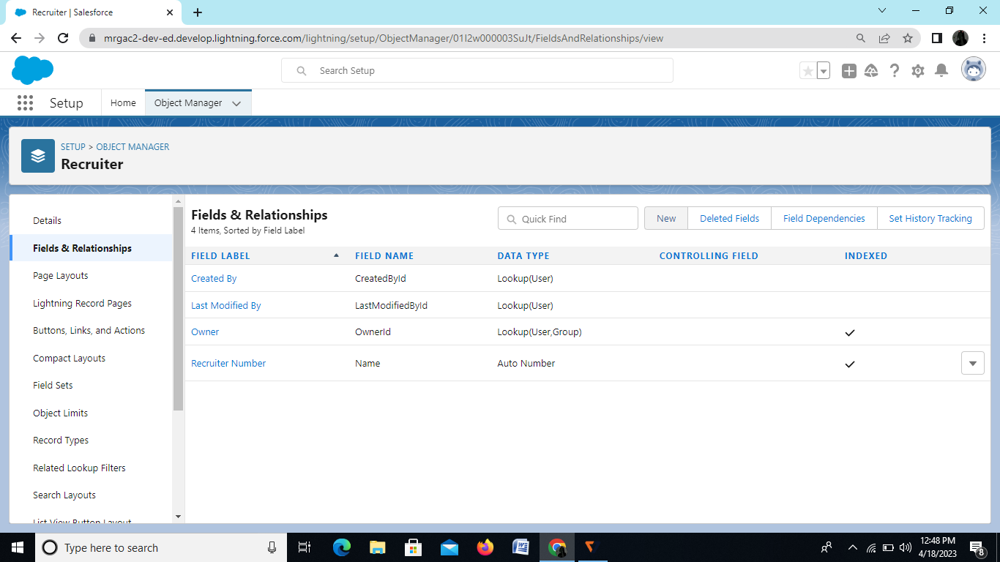 Recruiter | Salesforce
mrgac2-dev-ed.develop.lightning.force.com/lightning/setup/ObjectManager/01I2w000003SuJt/FieldsAndRelationships/view
Search Setup
Setup
Home
Object Manager
SETUP > OBJECT MANAGER
Recruiter
Details
Fields & Relationships
Page Layouts
Lightning Record Pages
Buttons, Links, and Actions
Compact Layouts
Field Sets
Object Limits
Record Types
Related Lookup Filters
Search Layouts
List View Button Layout
Fields & Relationships
4 Items, Sorted by Field Label
Quick Find
New
Deleted Fields
Field Dependencies
Set History Tracking
FIELD LABEL FIELD NAME DATA TYPE CONTROLLING FIELD INDEXED
Created By CreatedById Lookup(User)
Last Modified By LastModifiedById Lookup(User)
Owner OwnerId Lookup(User,Group)
Recruiter Number Name Auto Number
Type here to search
12:48 PM
4/18/2023
8